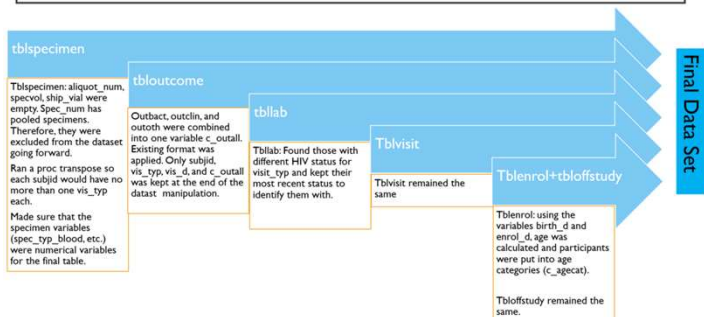 tblspecimen
Tblspecimen: aliquot_num,
specvol, ship_vial were
empty. Spec_num has
pooled specimens.
Therefore, they were
excluded from the dataset
going forward.
Ran a proc transpose so
each subjid would have no
more than one vis_typ
each.
Made sure that the
specimen variables
(spec_typ_blood, etc.)
were numerical variables
for the final table.
tbloutcome
Outbact, outclin, and
outoth were combined
into one variable c_outall.
Existing format was
applied. Only subjid,
vis_typ, vis_d, and c_outall
was kept at the end of the
datast manipulation.
tbllab
Tbllab: Found those with
different HIV status for
visit_typ and kept their
most recent status to
identify them with.
Tblvisit
Tblvisit remained the
same
Tblenrol+tbloffstudy
Tblenrol: using the
variables birth_d and
enrol_d, age was
calculated and participants
were put into age
categories (c_agecat).
Tbloffstudy remained the
same.
Final Data Set